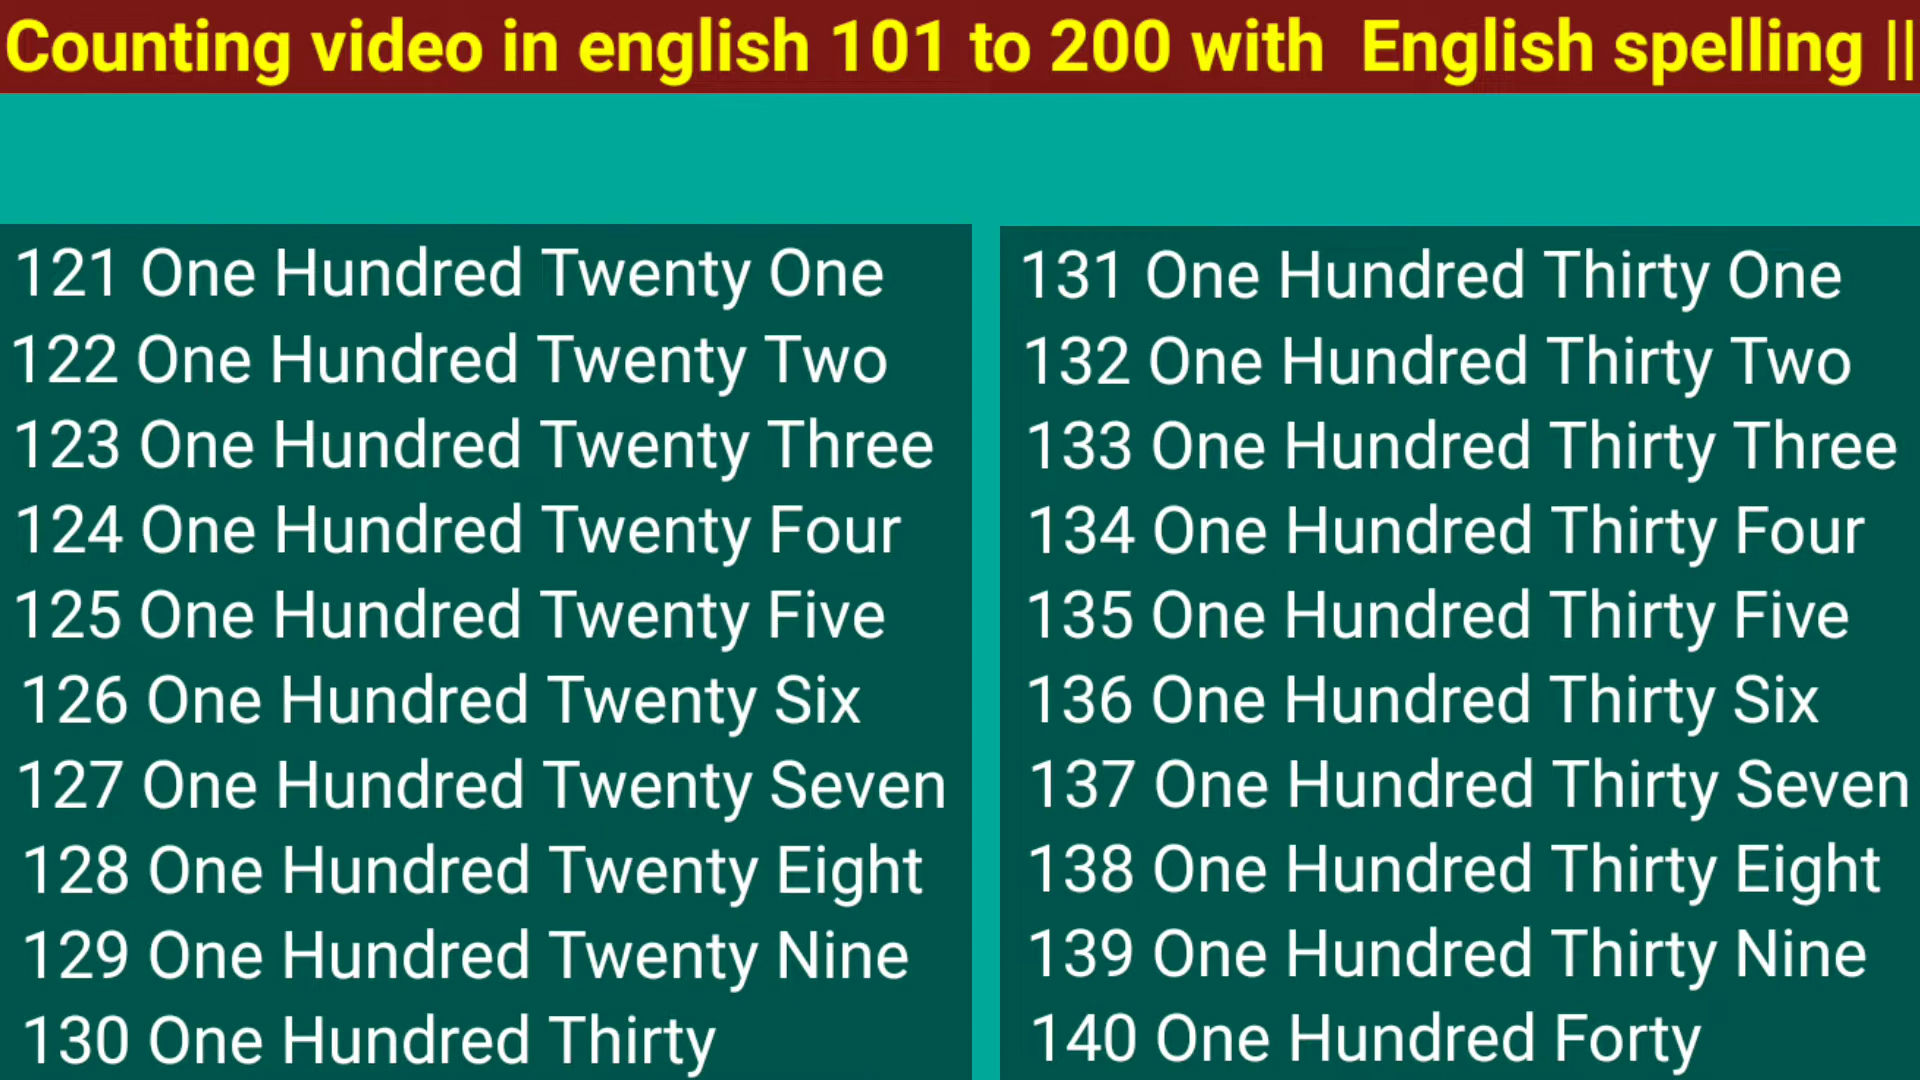 Counting video in english 101 to 200 with  English spelling ||
121 One Hundred Twenty One
122 One Hundred Twenty Two
123 One Hundred Twenty Three
124 One Hundred Twenty Four
125 One Hundred Twenty Five
126 One Hundred Twenty Six
127 One Hundred Twenty Seven
128 One Hundred Twenty Eight
129 One Hundred Twenty Nine
130 One Hundred Thirty
131 One Hundred Thirty One
132 One Hundred Thirty Two
133 One Hundred Thirty Three
134 One Hundred Thirty Four
135 One Hundred Thirty Five
136 One Hundred Thirty Six
137 One Hundred Thirty Seven
138 One Hundred Thirty Eight
139 One Hundred Thirty Nine
140 One Hundred Forty